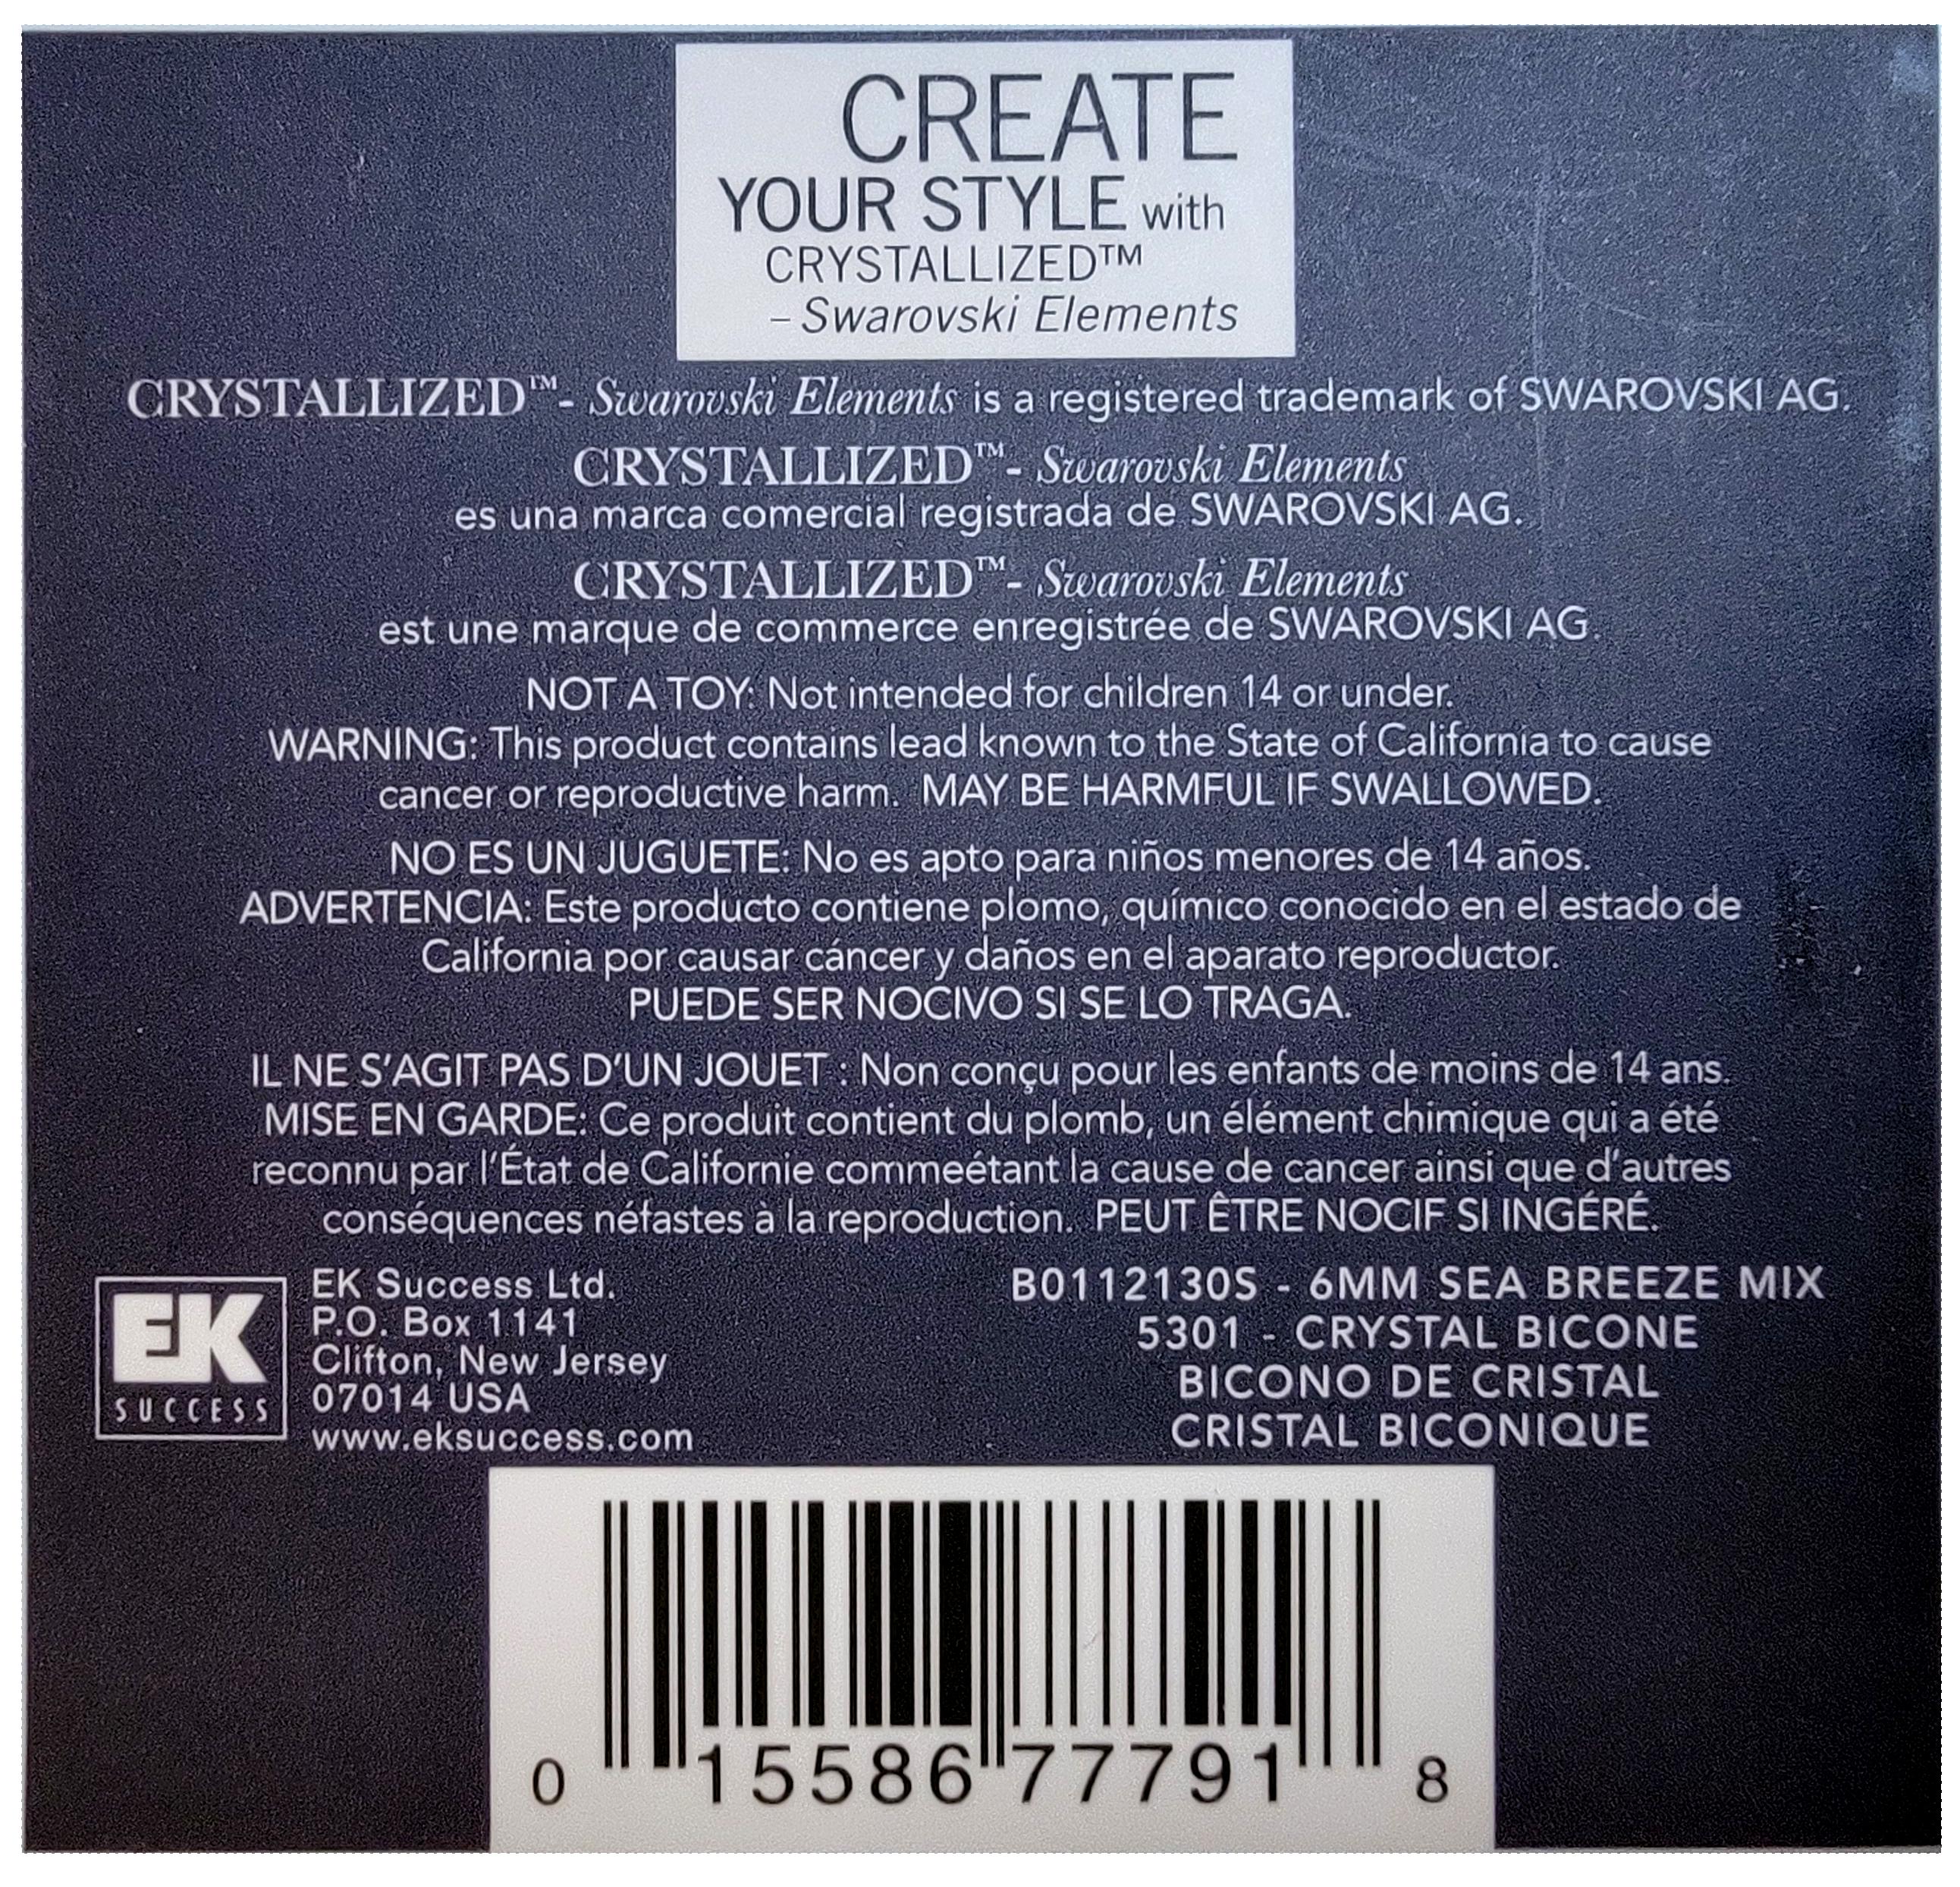 CREATE
YOUR STYLE with
CRYSTALLIZED™
– Swarovski Elements
CRYSTALLIZED™- Swarovski Elements is a registered trademark of SWAROVSKI AG.
CRYSTALLIZED™- Swarovski Elements
es una marca comercial registrada de SWAROVSKI AG.
CRYSTALLIZED™- Swarovski Elements
est une marque de commerce enregistrée de SWAROVSKI AG.
NOT A TOY: Not intended for children 14 or under.
WARNING: This product contains lead known to the State of California to cause
cancer or reproductive harm. MAY BE HARMFUL IF SWALLOWED.
NO ES UN JUGUETE: No es apto para niños menores de 14 años.
ADVERTENCIA: Este producto contiene plomo, químico conocido en el estado de
California por causar cáncer y daños en el aparato reproductor.
PUEDE SER NOCIVO SI SE LO TRAGA.
IL NE S'AGIT PAS D'UN JOUET : Non conçu pour les enfants de moins de 14 ans.
MISE EN GARDE: Ce produit contient du plomb, un élément chimique qui a été
reconnu par l'État de Californie commeétant la cause de cancer ainsi que d'autres
conséquences néfastes à la reproduction. PEUT ÊTRE NOCIF SI INGÉRÉ.
EK
SUCCESS
EK Success Ltd.
P.O. Box 1141
Clifton, New Jersey
07014 USA
www.eksuccess.com
B0112130S - 6MM SEA BREEZE MIX
5301 - CRYSTAL BICONE
BICONO DE CRISTAL
CRISTAL BICONIQUE
0 15586 77791 8